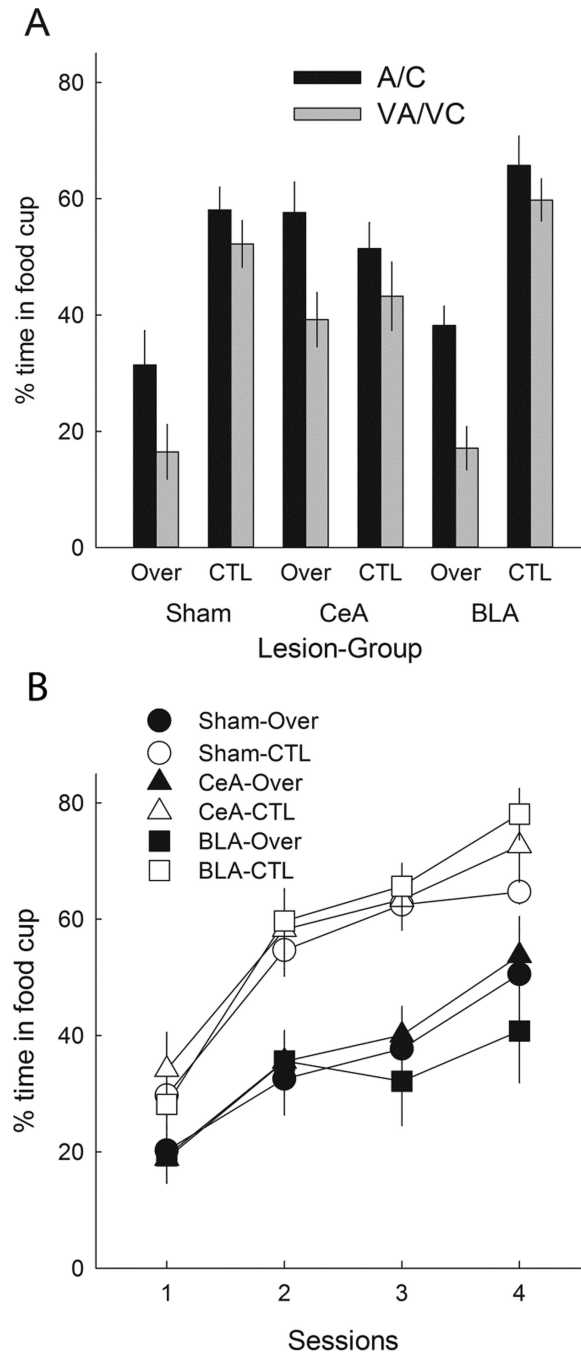 A
80
60
40
20
0
% time in food cup
A/C
VA/VC
Over CTL Over CTL Over CTL
Sham CeA BLA
Lesion-Group
B
Sham-Over
Sham-CTL
CeA-Over
CeA-CTL
BLA-Over
BLA-CTL
80
60
40
20
0
% time in food cup
1 2 3 4
Sessions